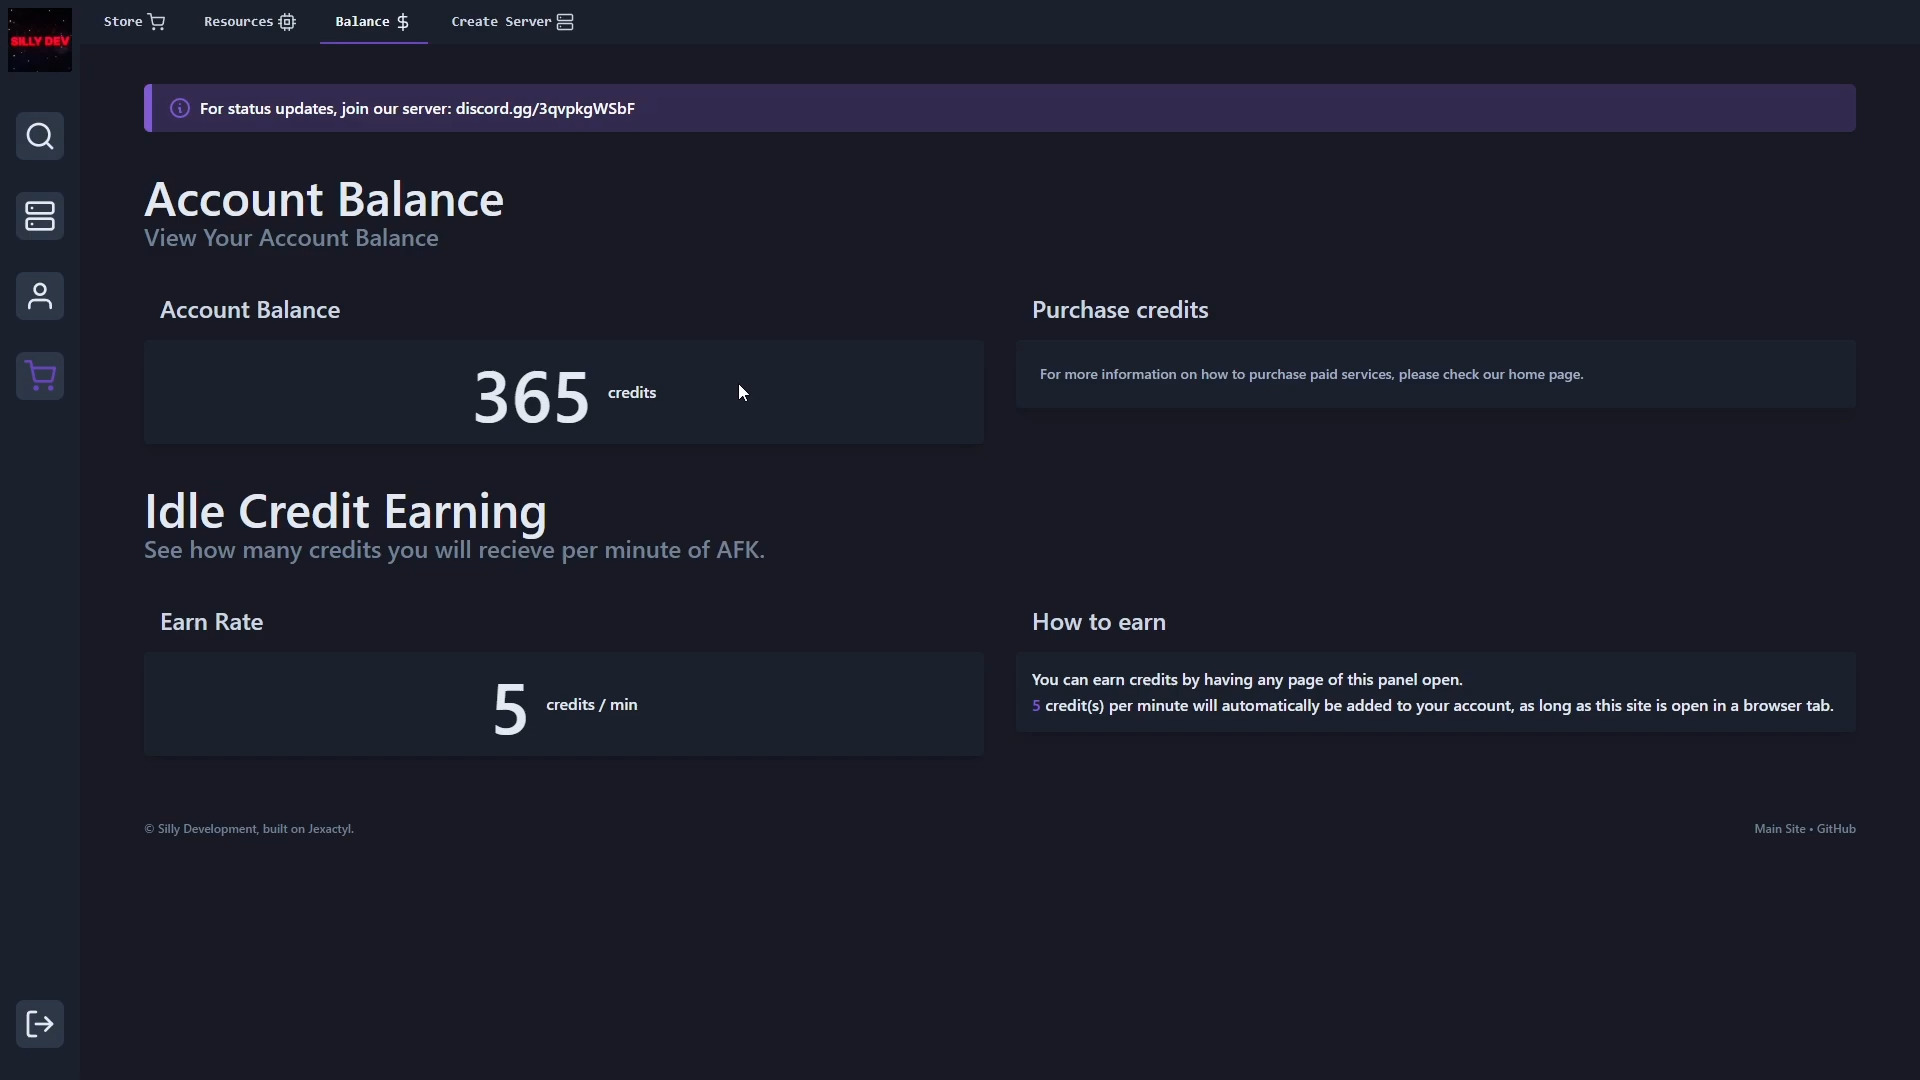 SILLY DEV
Store
Resources
Balance
Create Server
For status updates, join our server: discord.gg/3qvpkgWSbF
Account Balance
View Your Account Balance
Account Balance
365 credits
Purchase credits
For more information on how to purchase paid services, please check our home page.
Idle Credit Earning
See how many credits you will recieve per minute of AFK.
Earn Rate
5 credits / min
How to earn
You can earn credits by having any page of this panel open.
5 credit(s) per minute will automatically be added to your account, as long as this site is open in a browser tab.
© Silly Development, built on Jexactyl.
Main Site • GitHub